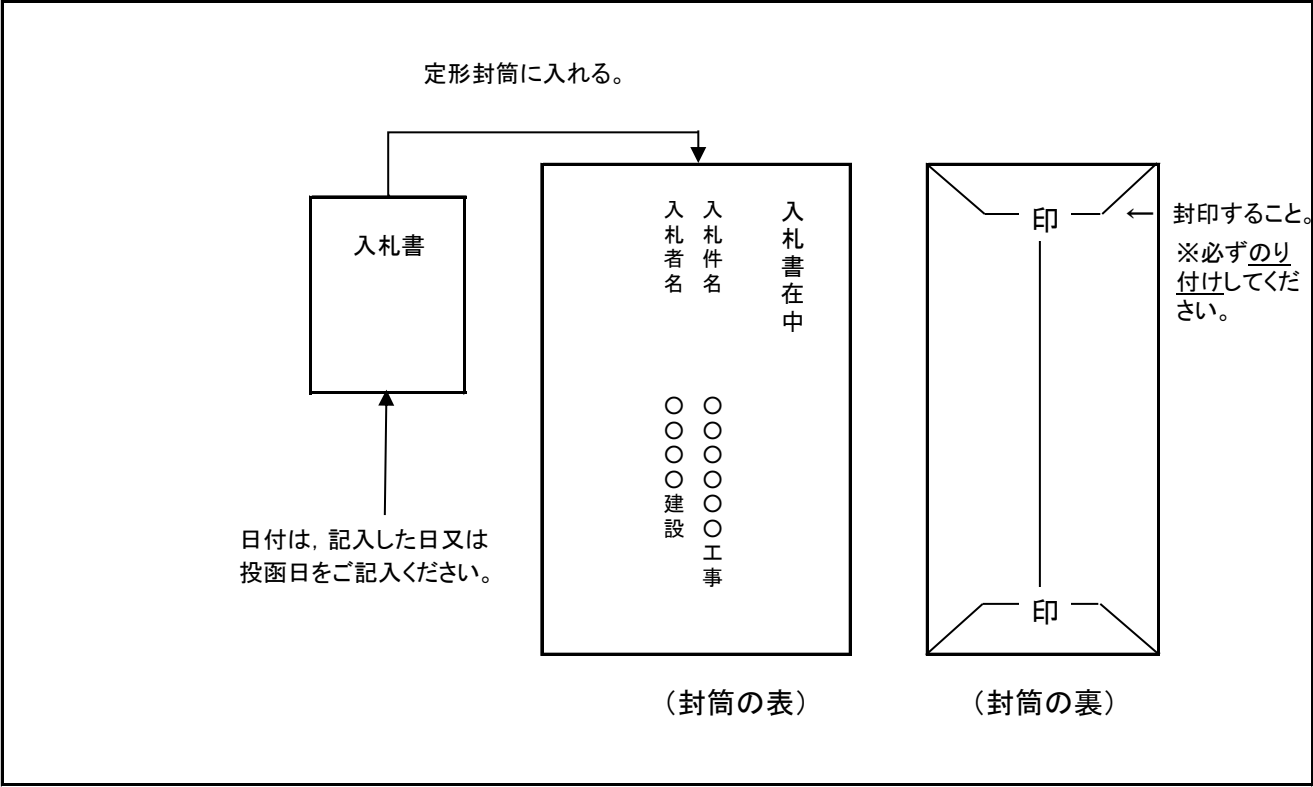 定形封筒に入れる。
入札書
日付は，記入した日又は
投函日をご記入ください。
入札書在中
入札件名　〇〇〇〇〇〇工事
入札者名　〇〇〇〇建設
(封筒の表)
印
印
← 封印すること。
※必ずのり
付けしてくだ
さい。
(封筒の裏)